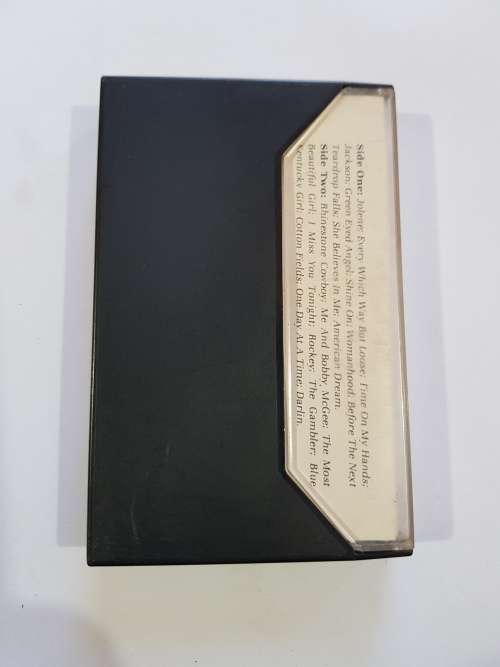 Side One: Jolene; Every Which Way But Loose; Time On My Hands;
Jackson; Green Eyed Angel; Shine On; Womanhood; Before The Next
Teardrop Falls; She Believes In Me; American Dream.
Side Two: Rhinestone Cowboy; Me And Bobby McGee; The Most
Beautiful Girl; I Miss You Tonight; Rockey; The Gambler; Blue
Kentucky Girl; Cotton Fields; One Day At A Time; Darlin.